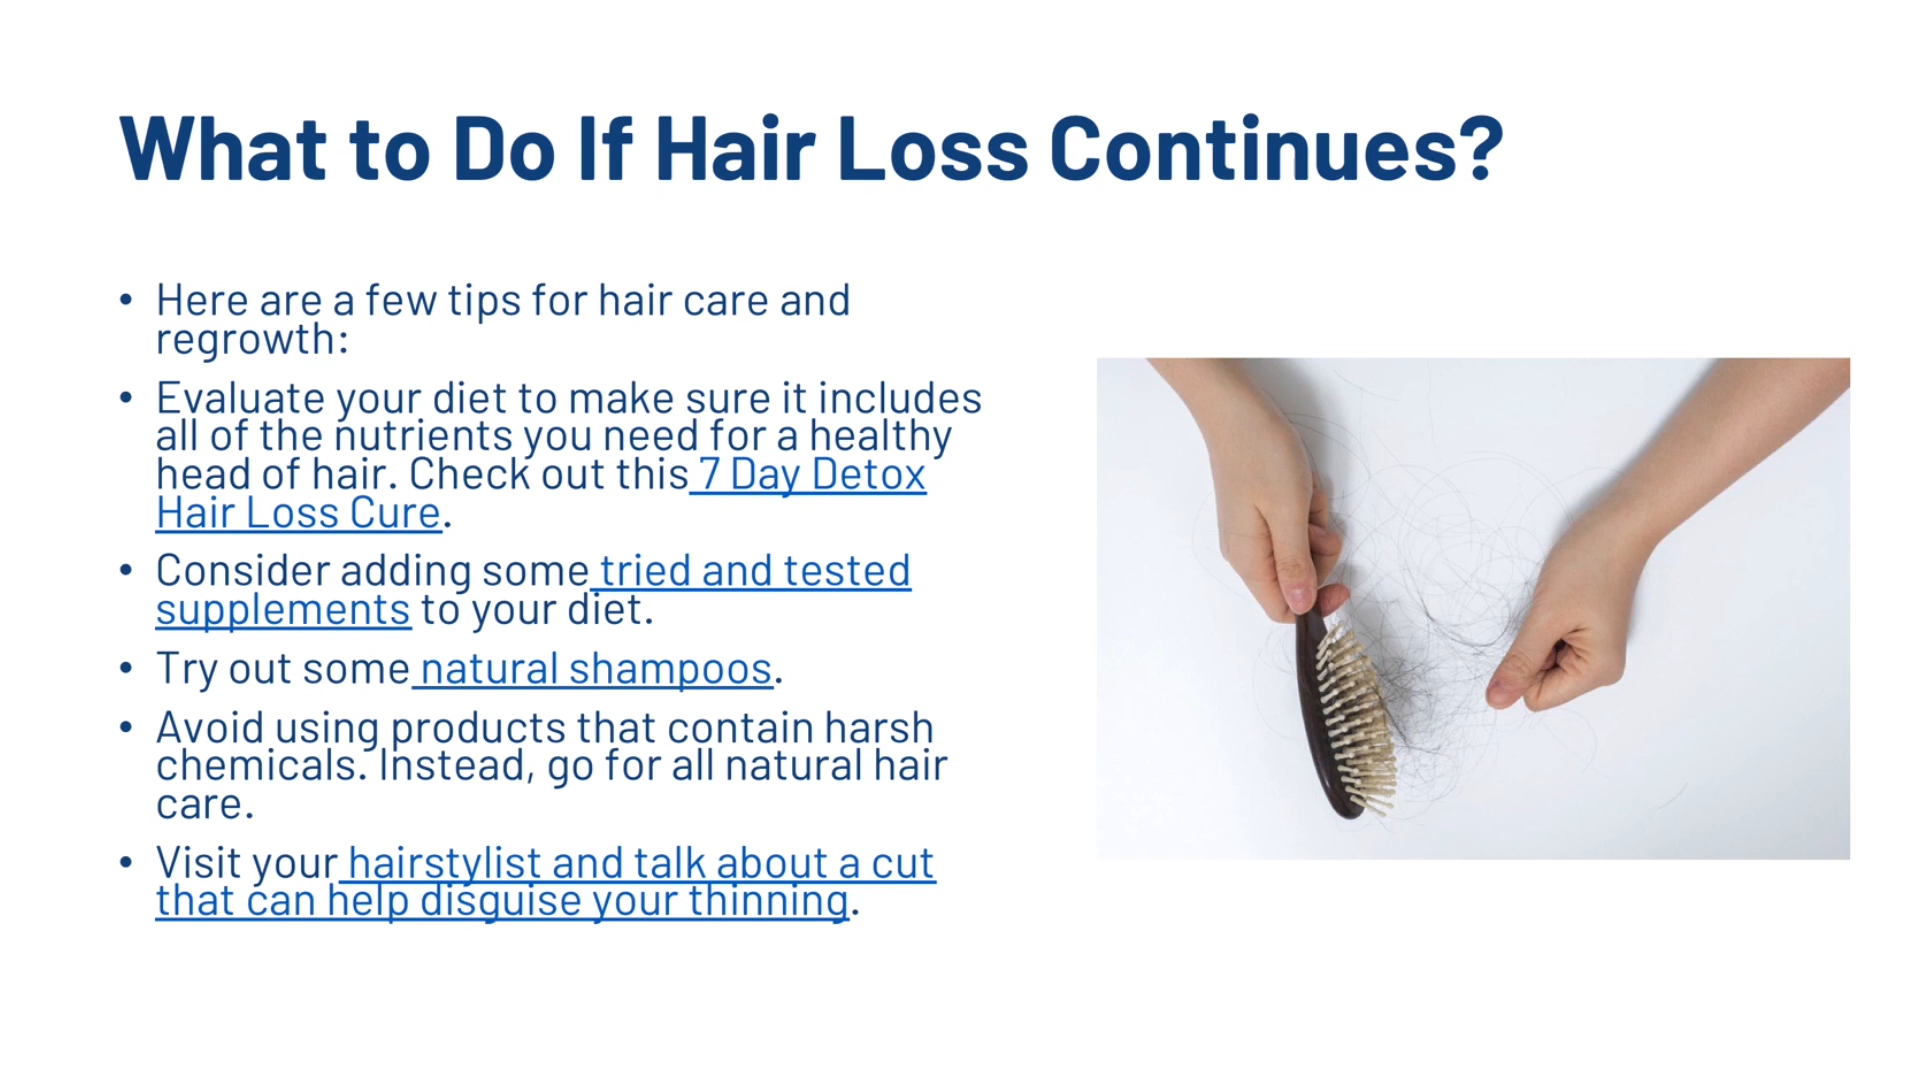 What to Do If Hair Loss Continues?
• Here are a few tips for hair care and
regrowth:
• Evaluate your diet to make sure it includes
all of the nutrients you need for a healthy
head of hair. Check out this 7 Day Detox
Hair Loss Cure.
• Consider adding some tried and tested
supplements to your diet.
• Try out some natural shampoos.
• Avoid using products that contain harsh
chemicals. Instead, go for all natural hair
care.
• Visit your hairstylist and talk about a cut
that can help disguise your thinning.